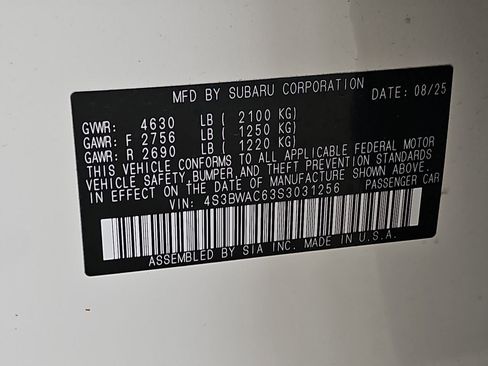 MFD BY SUBARU CORPORATION DATE: 08/25
GVWR: 4630 LB ( 2100 KG)
GAWR: F 2756 LB ( 1250 KG)
GAWR: R 2690 LB ( 1220 KG)
THIS VEHICLE CONFORMS TO ALL APPLICABLE FEDERAL MOTOR
VEHICLE SAFETY, BUMPER, AND THEFT PREVENTION STANDARDS
IN EFFECT ON THE DATE OF MANUFACTURE SHOWN ABOVE.
VIN: 4S3BWAC63S3031256 PASSENGER CAR
ASSEMBLED BY SIA INC. MADE IN U.S.A.